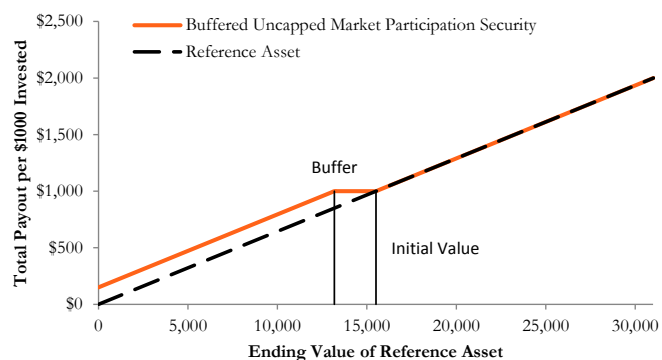 Buffered Uncapped Market Participation Security
Reference Asset
Total Payout per $1000 Invested
$2,500
$2,000
$1,500
$1,000
$500
$0
Buffer
Initial Value
0
5,000
10,000
15,000
20,000
25,000
30,000
Ending Value of Reference Asset